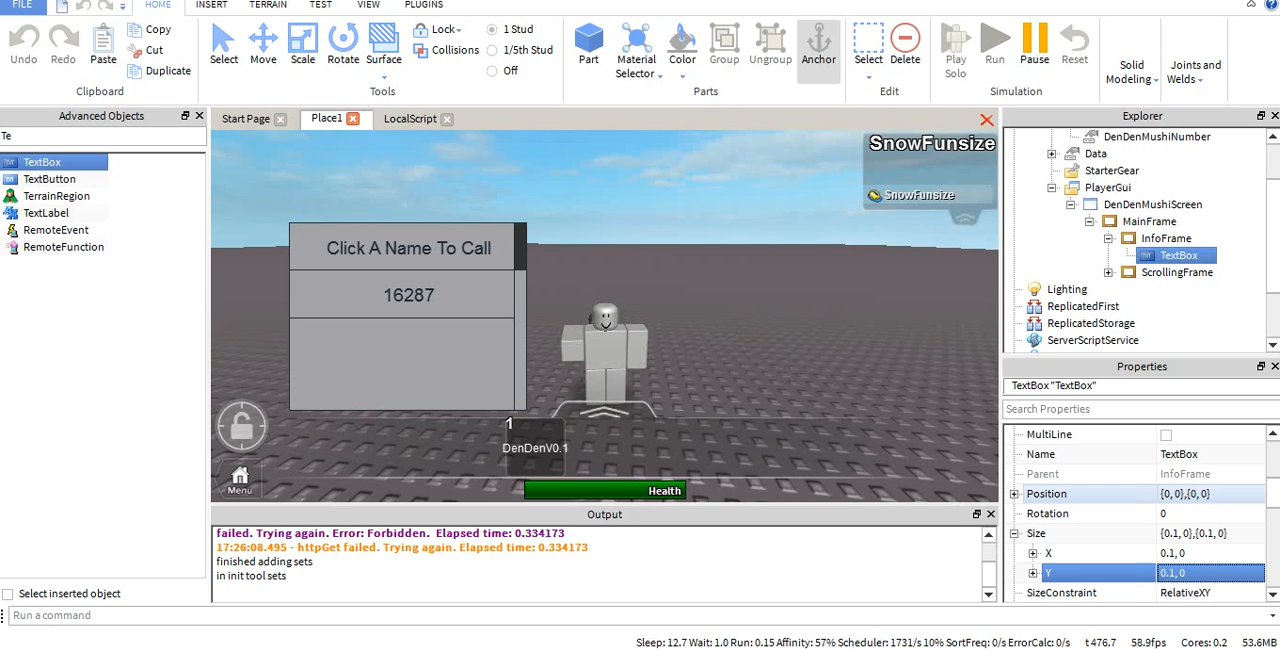 FILE
HOME
INSERT
TERRAIN
TEST
VIEW
PLUGINS
Undo
Redo
Paste
Copy
Cut
Duplicate
Clipboard
Select
Move
Scale
Rotate
Surface
Lock
Collisions
1 Stud
1/5th Stud
Off
Tools
Part
Material
Selector
Color
Group
Ungroup
Anchor
Parts
Select
Delete
Edit
Play
Solo
Run
Pause
Reset
Simulation
Solid
Modeling
Joints and
Welds
Advanced Objects
Te
TextBox
TextButton
TerrainRegion
TextLabel
RemoteEvent
RemoteFunction
Select inserted object
Start Page
Place1
LocalScript
SnowFunsize
SnowFunsize
Click A Name To Call
16287
1
DenDenV0.1
Menu
Health
Output
failed. Trying again. Error: Forbidden.  Elapsed time: 0.334173
17:26:08.495 - httpGet failed. Trying again. Elapsed time: 0.334173
finished adding sets
in init tool sets
Explorer
DenDenMushiNumber
Data
StarterGear
PlayerGui
DenDenMushiScreen
MainFrame
InfoFrame
TextBox
ScrollingFrame
Lighting
ReplicatedFirst
ReplicatedStorage
ServerScriptService
Properties
TextBox "TextBox"
Search Properties
MultiLine
Name TextBox
Parent InfoFrame
Position {0, 0},{0, 0}
Rotation 0
Size {0.1, 0},{0.1, 0}
X 0.1, 0
Y 0.1, 0
SizeConstraint RelativeXY
Run a command
Sleep: 12.7 Wait: 1.0 Run: 0.15 Affinity: 57% Scheduler: 1731/s 10% SortFreq: 0/s ErrorCalc: 0/s t 476.7 58.9fps Cores: 0.2 53.6MB